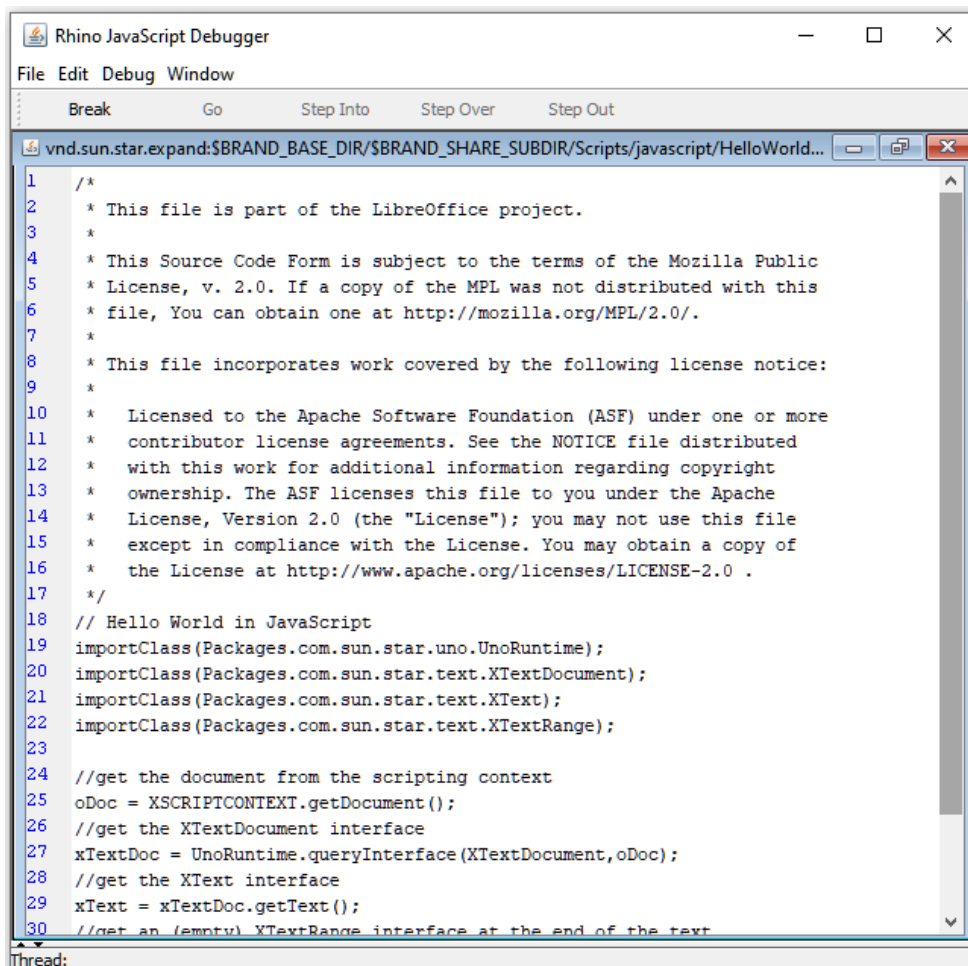 Rhino JavaScript Debugger
File Edit Debug Window
Break Go Step Into Step Over Step Out
vnd.sun.star.expand:$BRAND_BASE_DIR/$BRAND_SHARE_SUBDIR/Scripts/javascript/HelloWorld...
1 /*
2  * This file is part of the LibreOffice project.
3  *
4  * This Source Code Form is subject to the terms of the Mozilla Public
5  * License, v. 2.0. If a copy of the MPL was not distributed with this
6  * file, You can obtain one at http://mozilla.org/MPL/2.0/.
7  *
8  * This file incorporates work covered by the following license notice:
9  *
10  *   Licensed to the Apache Software Foundation (ASF) under one or more
11  *   contributor license agreements. See the NOTICE file distributed
12  *   with this work for additional information regarding copyright
13  *   ownership. The ASF licenses this file to you under the Apache
14  *   License, Version 2.0 (the "License"); you may not use this file
15  *   except in compliance with the License. You may obtain a copy of
16  *   the License at http://www.apache.org/licenses/LICENSE-2.0 .
17  */
18 // Hello World in JavaScript
19 importClass(Packages.com.sun.star.uno.UnoRuntime);
20 importClass(Packages.com.sun.star.text.XTextDocument);
21 importClass(Packages.com.sun.star.text.XText);
22 importClass(Packages.com.sun.star.text.XTextRange);
23
24 //get the document from the scripting context
25 oDoc = XSCRIPTCONTEXT.getDocument();
26 //get the XTextDocument interface
27 xTextDoc = UnoRuntime.queryInterface(XTextDocument,oDoc);
28 //get the XText interface
29 xText = xTextDoc.getText();
30 //get an (empty) XTextRange interface at the end of the text
Thread: